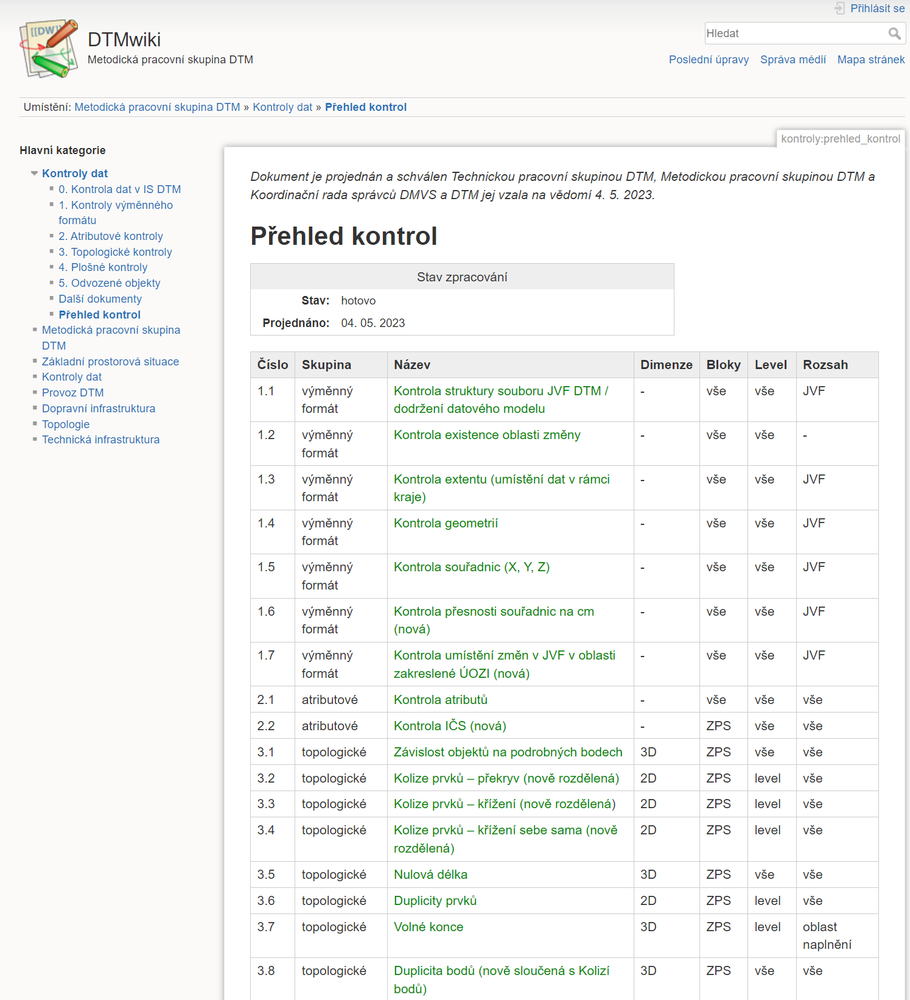 Přihlásit se
[[DW]]
DTMwiki
Metodická pracovní skupina DTM
Hledat
Poslední úpravy Správa médií Mapa stránek
Umístění: Metodická pracovní skupina DTM » Kontroly dat » Přehled kontrol
kontroly:prehled_kontrol
Hlavní kategorie
Kontroly dat
0. Kontrola dat v IS DTM
1. Kontroly výměnného
formátu
2. Atributové kontroly
3. Topologické kontroly
4. Plošné kontroly
5. Odvozené objekty
Další dokumenty
Přehled kontrol
Metodická pracovní skupina
DTM
Základní prostorová situace
Kontroly dat
Provoz DTM
Dopravní infrastruktura
Topologie
Technická infrastruktura
Dokument je projednán a schválen Technickou pracovní skupinou DTM, Metodickou pracovní skupinou DTM a
Koordinační rada správců DMVS a DTM jej vzala na vědomí 4. 5. 2023.
Přehled kontrol
Stav zpracování
Stav: hotovo
Projednáno: 04. 05. 2023
Číslo Skupina Název Dimenze Bloky Level Rozsah
1.1 výměnný Kontrola struktury souboru JVF DTM / - vše vše JVF
formát dodržení datového modelu
1.2 výměnný Kontrola existence oblasti změny - vše vše -
formát
1.3 výměnný Kontrola extentu (umístění dat v rámci - vše vše JVF
formát kraje)
1.4 výměnný Kontrola geometrií - vše vše JVF
formát
1.5 výměnný Kontrola souřadnic (X, Y, Z) - vše vše JVF
formát
1.6 výměnný Kontrola přesnosti souřadnic na cm - vše vše JVF
formát (nová)
1.7 výměnný Kontrola umístění změn v JVF v oblasti - vše vše JVF
formát zakreslené ÚOZI (nová)
2.1 atributové Kontrola atributů - vše vše vše
2.2 atributové Kontrola IČS (nová) - ZPS vše vše
3.1 topologické Závislost objektů na podrobných bodech 3D ZPS vše vše
3.2 topologické Kolize prvků – překryv (nově rozdělená) 2D ZPS level vše
3.3 topologické Kolize prvků – křížení (nově rozdělená) 2D ZPS level vše
3.4 topologické Kolize prvků – křížení sebe sama (nově 2D ZPS level vše
rozdělená)
3.5 topologické Nulová délka 3D ZPS vše vše
3.6 topologické Duplicity prvků 2D ZPS level vše
3.7 topologické Volné konce 3D ZPS level oblast
naplnění
3.8 topologické Duplicita bodů (nově sloučená s Kolizí 3D ZPS vše vše
bodů)